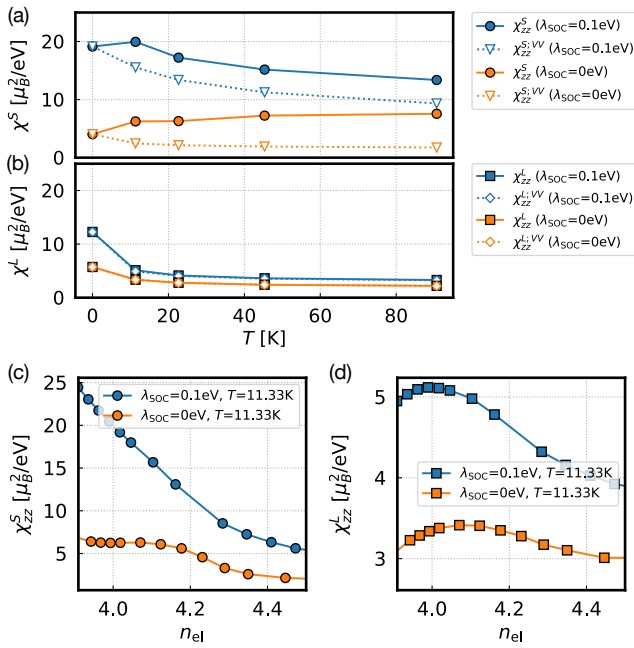 (a)
20
10
0
χ^S [μ_B^2/eV]
χ_zz^S (λ_SOC=0.1eV)
χ_zz^{S;VV} (λ_SOC=0.1eV)
χ_zz^S (λ_SOC=0eV)
χ_zz^{S;VV} (λ_SOC=0eV)
(b)
20
10
0
χ^L [μ_B^2/eV]
χ_zz^L (λ_SOC=0.1eV)
χ_zz^{L;VV} (λ_SOC=0.1eV)
χ_zz^L (λ_SOC=0eV)
χ_zz^{L;VV} (λ_SOC=0eV)
0 20 40 60 80
T [K]
(c)
25
20
15
10
5
χ_zz^S [μ_B^2/eV]
λ_SOC=0.1eV, T=11.33K
λ_SOC=0eV, T=11.33K
4.0 4.2 4.4
n_el
(d)
5
4
3
χ_zz^L [μ_B^2/eV]
λ_SOC=0.1eV, T=11.33K
λ_SOC=0eV, T=11.33K
4.0 4.2 4.4
n_el